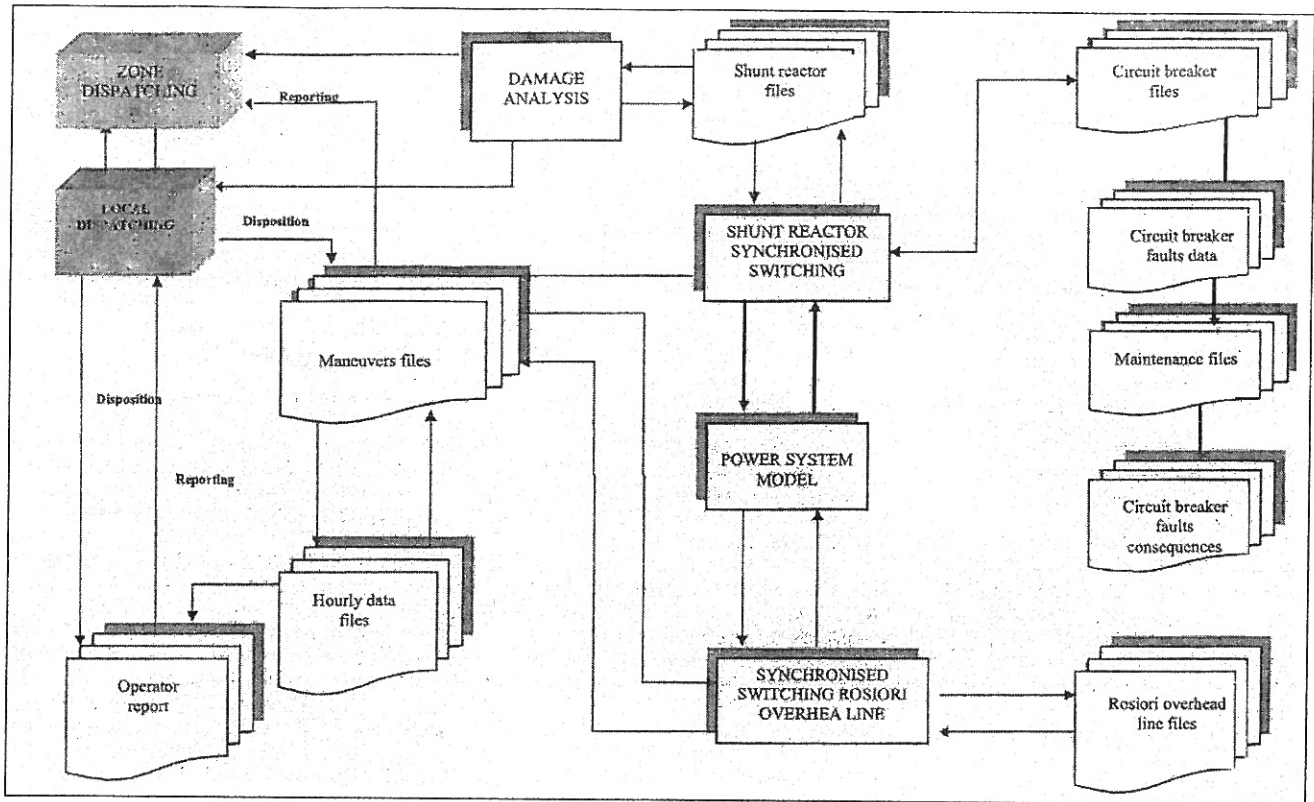 ZONE
DISPATCLING
Reporting
DAMAGE
ANALYSIS
Shunt reactor
files
Circuit breaker
files
LOCAL
DISPATCHING
Disposition
SHUNT REACTOR
SYNCHRONISED
SWITCHING
Circuit breaker
faults data
Maneuvers files
Maintenance files
Disposition
Reporting
POWER SYSTEM
MODEL
Circuit breaker
faults
consequences
Hourly data
files
Operator
report
SYNCHRONISED
SWITCHING ROSIORI
OVERHEA LINE
Rosiori overhead
line files